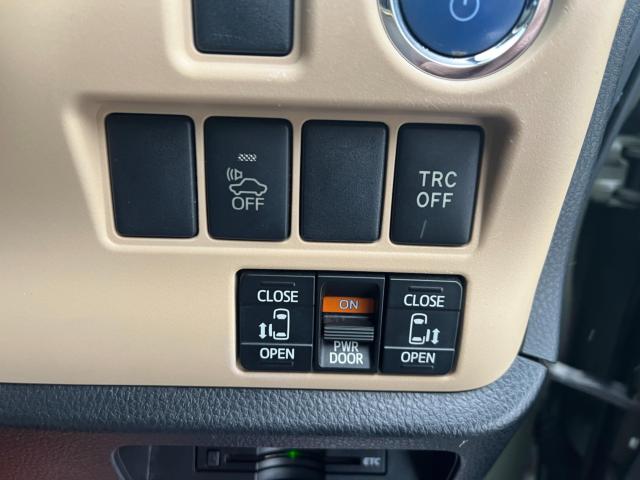 OFF
TRC
OFF
CLOSE
OPEN
ON
PWR
DOOR
CLOSE
OPEN
ETC